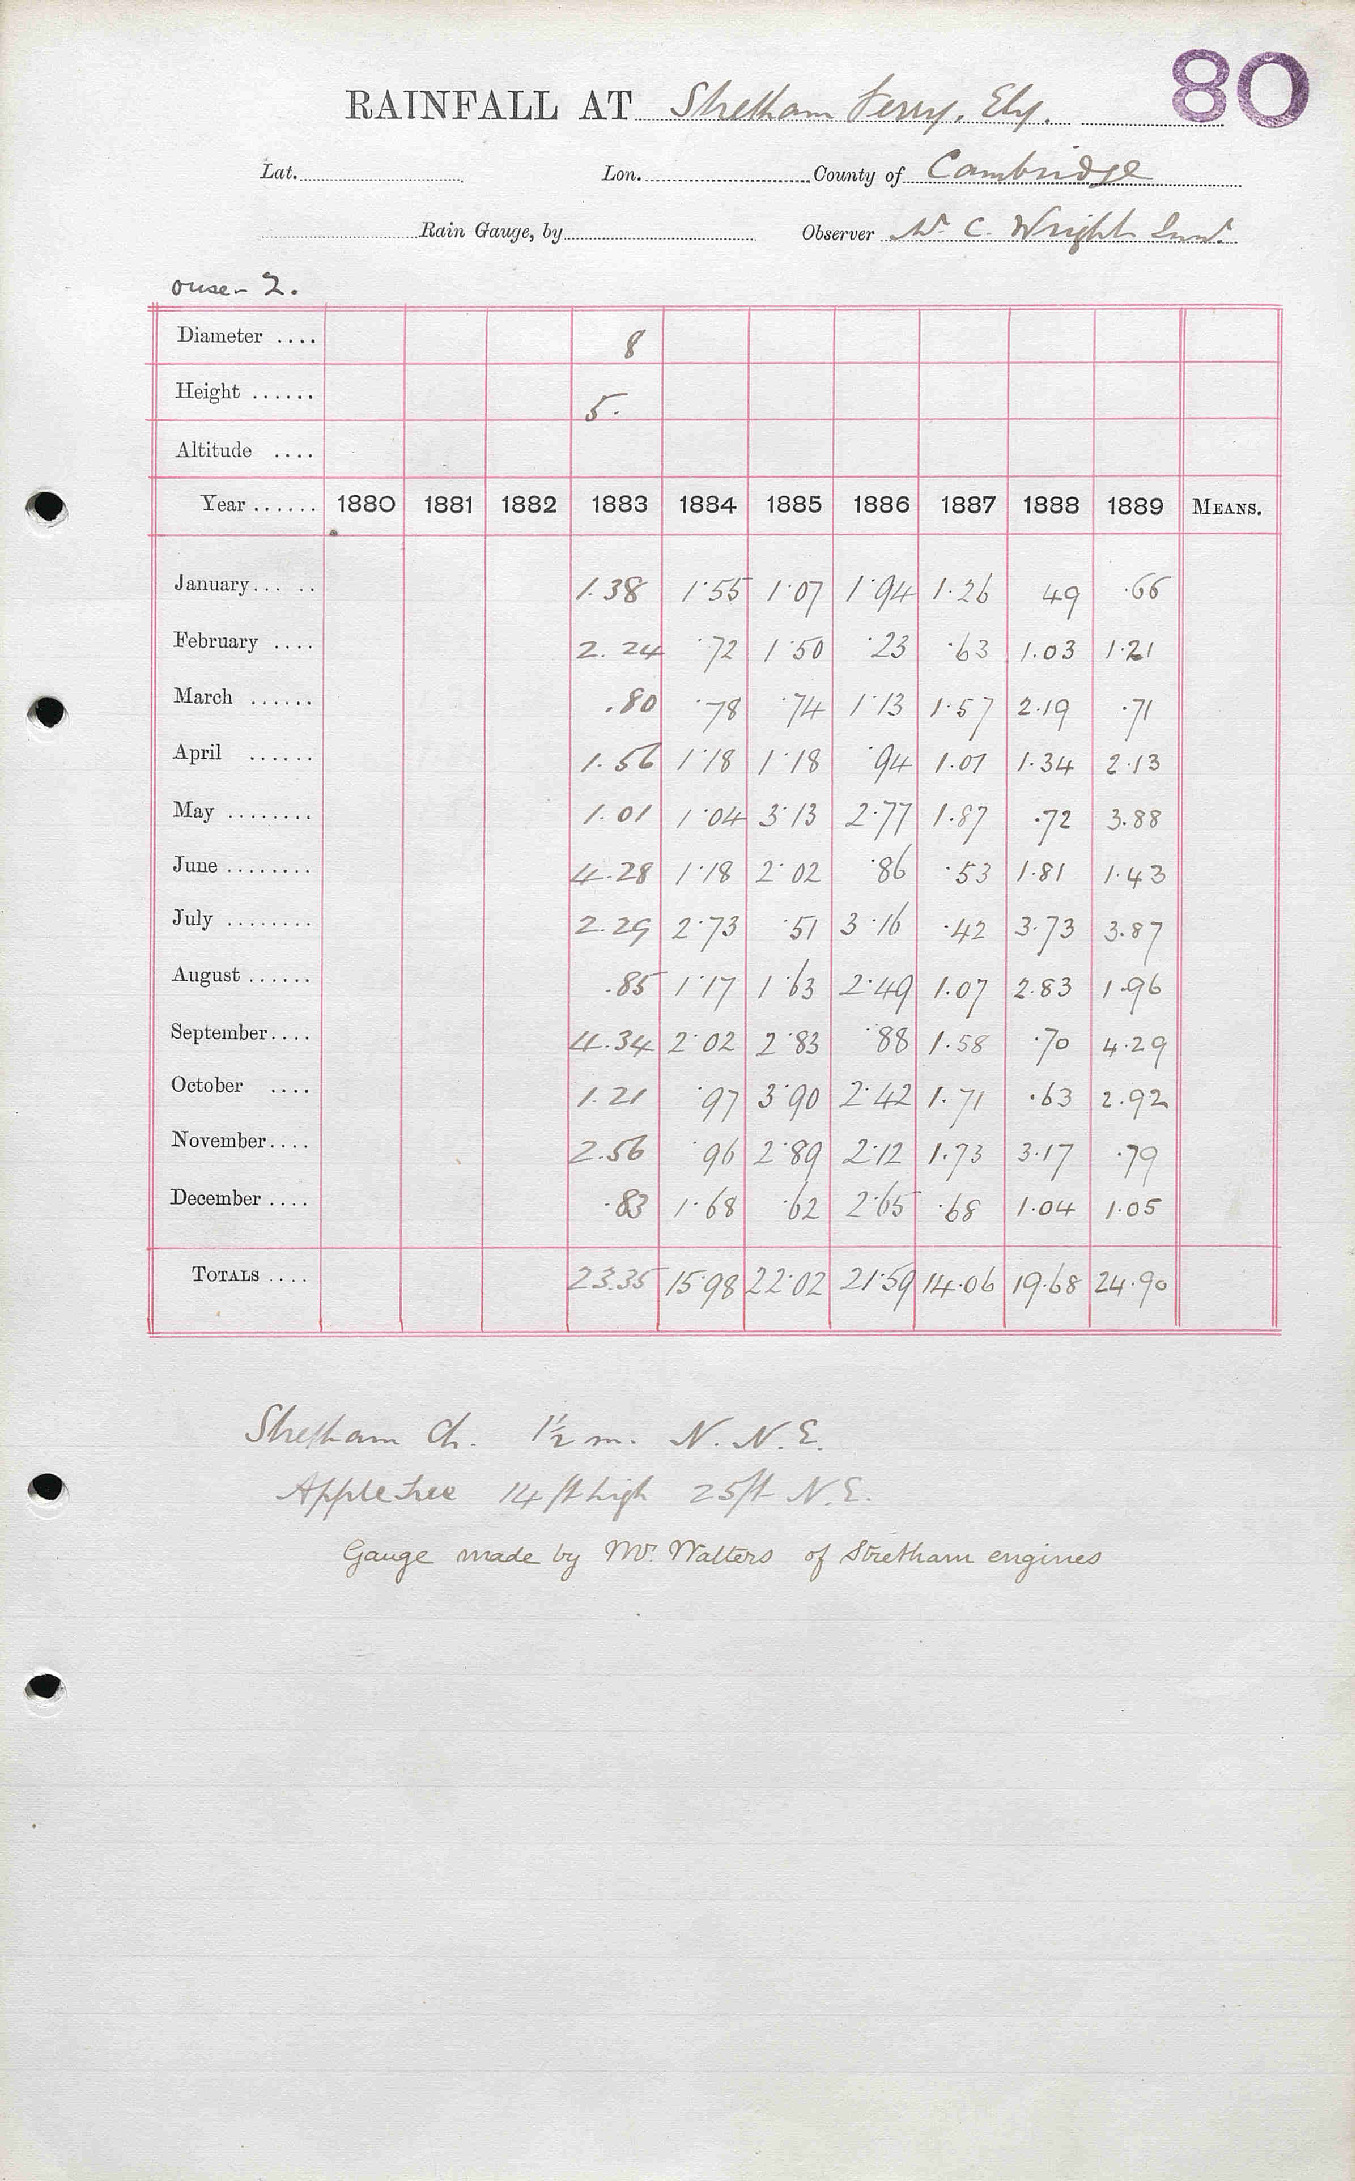 80
RAINFALL AT Stretham Ferry, Ely.
Lat. Lon. County of Cambridge
Rain Gauge, by Observer Mr. C. Wright
ouse - 2.
Diameter .... 8
Height ...... 5.
Altitude ....
Year ...... 1880 1881 1882 1883 1884 1885 1886 1887 1888 1889 MEANS.
January... .. 1.38 1.55 1.07 1.94 1.26 49 .66
February .... 2.24 .72 1.50 .23 .63 1.03 1.21
March ...... .80 .78 .74 1.13 1.57 2.19 .71
April ...... 1.56 1.18 1.18 .94 1.01 1.34 2.13
May ........ 1.01 1.04 3.13 2.77 1.87 .72 3.88
June ........ 4.28 1.18 2.02 .86 .53 1.81 1.43
July ........ 2.29 2.73 .51 3.16 .42 3.73 3.87
August ...... .85 1.17 1.63 2.49 1.07 2.83 1.96
September.... 4.34 2.02 2.83 .88 1.58 .70 4.29
October .... 1.21 .97 3.90 2.42 1.71 .63 2.92
November.... 2.56 .96 2.89 2.12 1.73 3.17 .79
December .... .83 1.68 .62 2.65 .68 1.04 1.05
TOTALS .... 23.35 15.98 22.02 21.59 14.06 19.68 24.90
Stretham Ch. 1½ m. N.N.E.
Apple tree 14 ft high 25 ft N.E.
Gauge made by Mr. Watters of Stretham engines